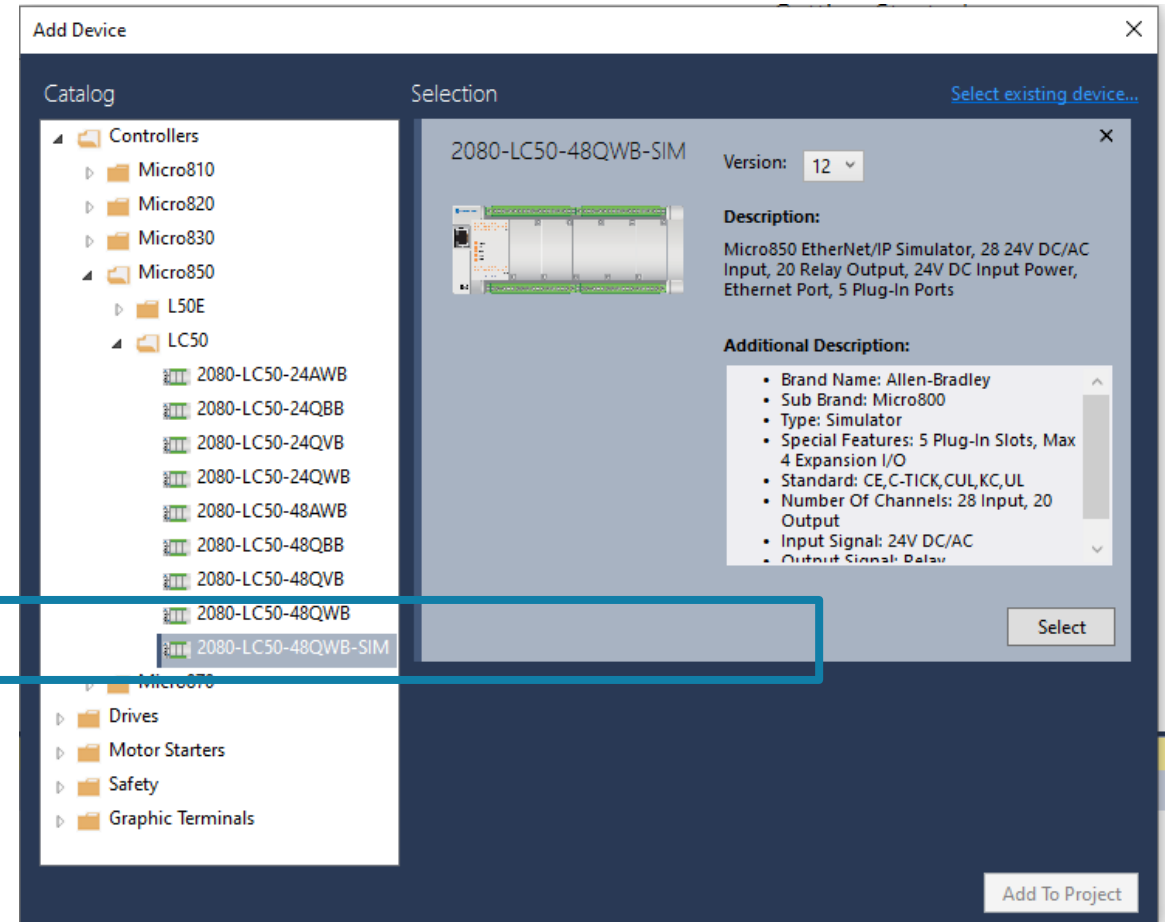 Add Device
Catalog
Selection
Select existing device...
Controllers
Micro810
Micro820
Micro830
Micro850
L50E
LC50
2080-LC50-24AWB
2080-LC50-24QBB
2080-LC50-24QVB
2080-LC50-24QWB
2080-LC50-48AWB
2080-LC50-48QBB
2080-LC50-48QVB
2080-LC50-48QWB
2080-LC50-48QWB-SIM
Micro870
Drives
Motor Starters
Safety
Graphic Terminals
2080-LC50-48QWB-SIM
Version: 12
Description:
Micro850 EtherNet/IP Simulator, 28 24V DC/AC
Input, 20 Relay Output, 24V DC Input Power,
Ethernet Port, 5 Plug-In Ports
Additional Description:
• Brand Name: Allen-Bradley
• Sub Brand: Micro800
• Type: Simulator
• Special Features: 5 Plug-In Slots, Max
4 Expansion I/O
• Standard: CE,C-TICK,CUL,KC,UL
• Number Of Channels: 28 Input, 20
Output
• Input Signal: 24V DC/AC
• Output Signal: Relay
Select
Add To Project